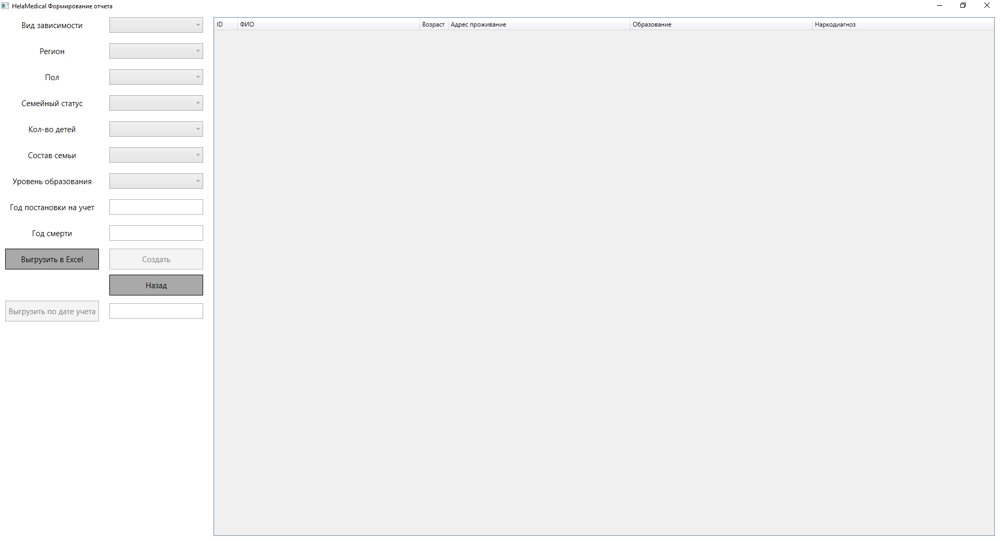 HelaMedical Формирование отчета
Вид зависимости
Регион
Пол
Семейный статус
Кол-во детей
Состав семьи
Уровень образования
Год постановки на учет
Год смерти
Выгрузить в Excel
Создать
Назад
Выгрузить по дате учета
ID ФИО Возраст Адрес проживание Образование Наркодиагноз